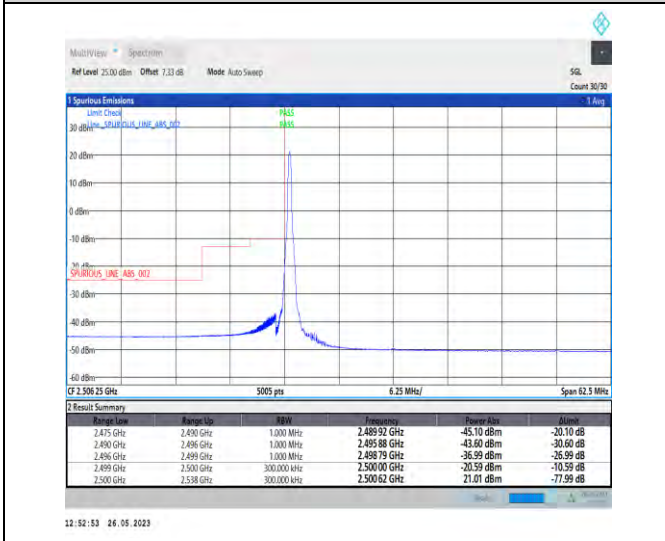 MultiView Spectrum
Ref Level 25.00 dBm Offset 7.33 dB Mode Auto Sweep SGL
Count 30/30
1 Spurious Emissions 1 Avg
Limit Check PASS
Line _SPURIOUS_LINE_ABS_002 PASS
30 dBm
20 dBm
10 dBm
0 dBm
-10 dBm
-20 dBm
SPURIOUS_LINE_ABS_002
-30 dBm
-40 dBm
-50 dBm
-60 dBm
CF 2.506 25 GHz 5005 pts 6.25 MHz/ Span 62.5 MHz
2 Result Summary
Range Low Range Up RBW Frequency Power Abs ΔLimit
2.475 GHz 2.490 GHz 1.000 MHz 2.489 92 GHz -45.10 dBm -20.10 dB
2.490 GHz 2.496 GHz 1.000 MHz 2.495 88 GHz -43.60 dBm -30.60 dB
2.496 GHz 2.499 GHz 1.000 MHz 2.498 79 GHz -36.99 dBm -26.99 dB
2.499 GHz 2.500 GHz 300.000 kHz 2.500 00 GHz -20.59 dBm -10.59 dB
2.500 GHz 2.538 GHz 300.000 kHz 2.500 62 GHz 21.01 dBm -77.99 dB
12:52:53 26.05.2023